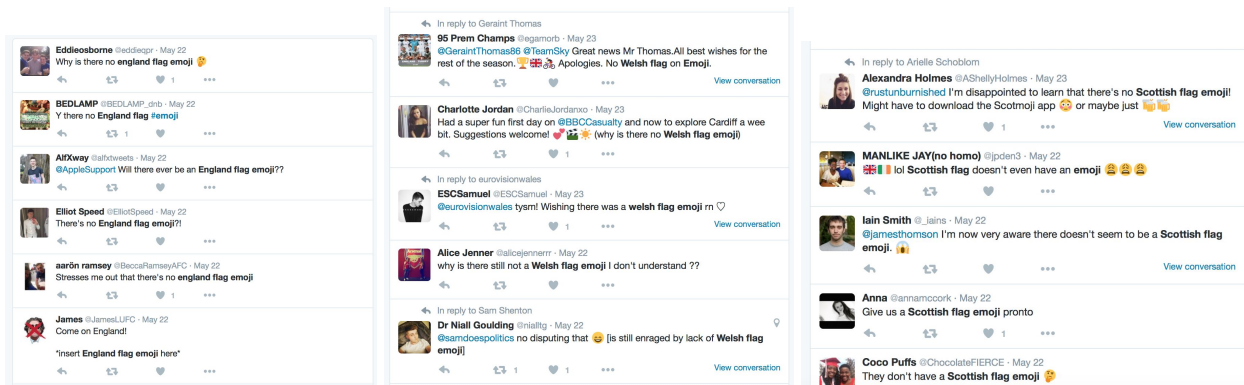 Eddieosborne @eddieqpr · May 22
Why is there no england flag emoji 🤔
1
BEDLAMP @BEDLAMP_dnb · May 22
Y there no England flag #emoji
1
AlfXway @alfxtweets · May 22
@AppleSupport Will there ever be an England flag emoji??
Elliot Speed @ElliotSpeed · May 22
There's no England flag emoji?!
aarön ramsey @BeccaRamseyAFC · May 22
Stresses me out that there's no england flag emoji
1
James @JamesLUFC · May 22
Come on England!
*insert England flag emoji here*
In reply to Geraint Thomas
95 Prem Champs @egamorb · May 23
@GeraintThomas86 @TeamSky Great news Mr Thomas.All best wishes for the
rest of the season.🏆🇬🇧🚴 Apologies. No Welsh flag on Emoji.
View conversation
Charlotte Jordan @CharlieJordanxo · May 23
Had a super fun first day on @BBCCasualty and now to explore Cardiff a wee
bit. Suggestions welcome! 💕🎬☀️ (why is there no Welsh flag emoji)
1
In reply to eurovisionwales
ESCSamuel @ESCSamuel · May 23
@eurovisionwales tysm! Wishing there was a welsh flag emoji rn ♡
1
View conversation
Alice Jenner @alicejennerrr · May 22
why is there still not a Welsh flag emoji I don't understand ??
In reply to Sam Shenton
Dr Niall Goulding @nialltg · May 22
@samdoespolitics no disputing that 😄 [is still enraged by lack of Welsh flag
emoji]
1 1
View conversation
In reply to Arielle Schoblom
Alexandra Holmes @AShellyHolmes · May 23
@rustunburnished I'm disappointed to learn that there's no Scottish flag emoji!
Might have to download the Scotmoji app 😳 or maybe just 🍻🍻
1
View conversation
MANLIKE JAY(no homo) @jpden3 · May 22
🇬🇧🇮🇪 lol Scottish flag doesn't even have an emoji 😩😩😩
Iain Smith @_iains · May 22
@jamesthomson I'm now very aware there doesn't seem to be a Scottish flag
emoji. 😱
View conversation
Anna @annamccork · May 22
Give us a Scottish flag emoji pronto
1
Coco Puffs @ChocolateFIERCE · May 22
They don't have a Scottish flag emoji 🤔